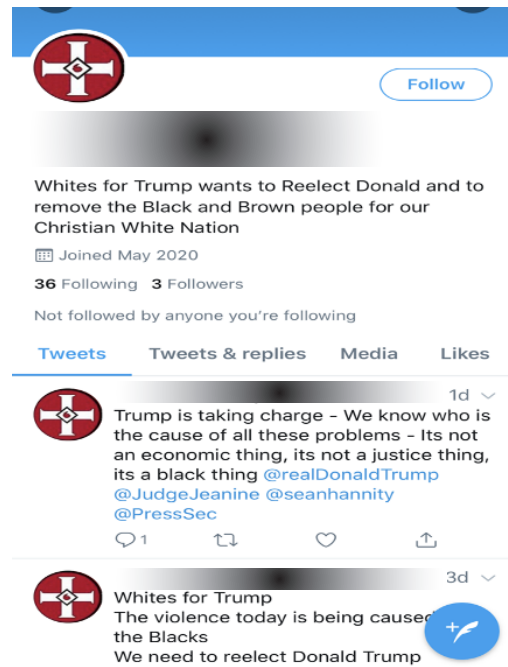 Follow
Whites for Trump wants to Reelect Donald and to
remove the Black and Brown people for our
Christian White Nation
Joined May 2020
36 Following 3 Followers
Not followed by anyone you're following
Tweets Tweets & replies Media Likes
1d
Trump is taking charge - We know who is
the cause of all these problems - Its not
an economic thing, its not a justice thing,
its a black thing @realDonaldTrump
@JudgeJeanine @seanhannity
@PressSec
1
3d
Whites for Trump
The violence today is being caused
the Blacks
We need to reelect Donald Trump